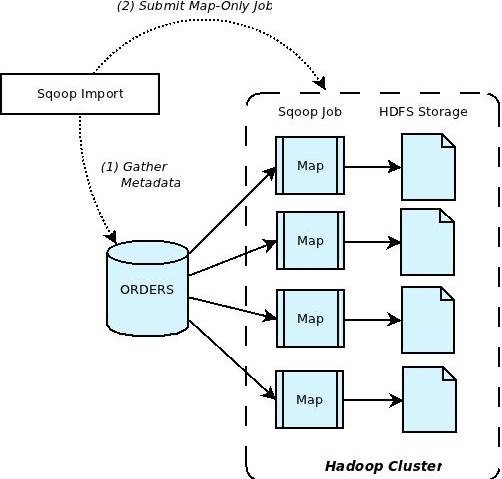 (2) Submit Map-Only Job
Sqoop Import
Sqoop Job
HDFS Storage
(1) Gather
Metadata
Map
Map
ORDERS
Map
Map
Hadoop Cluster